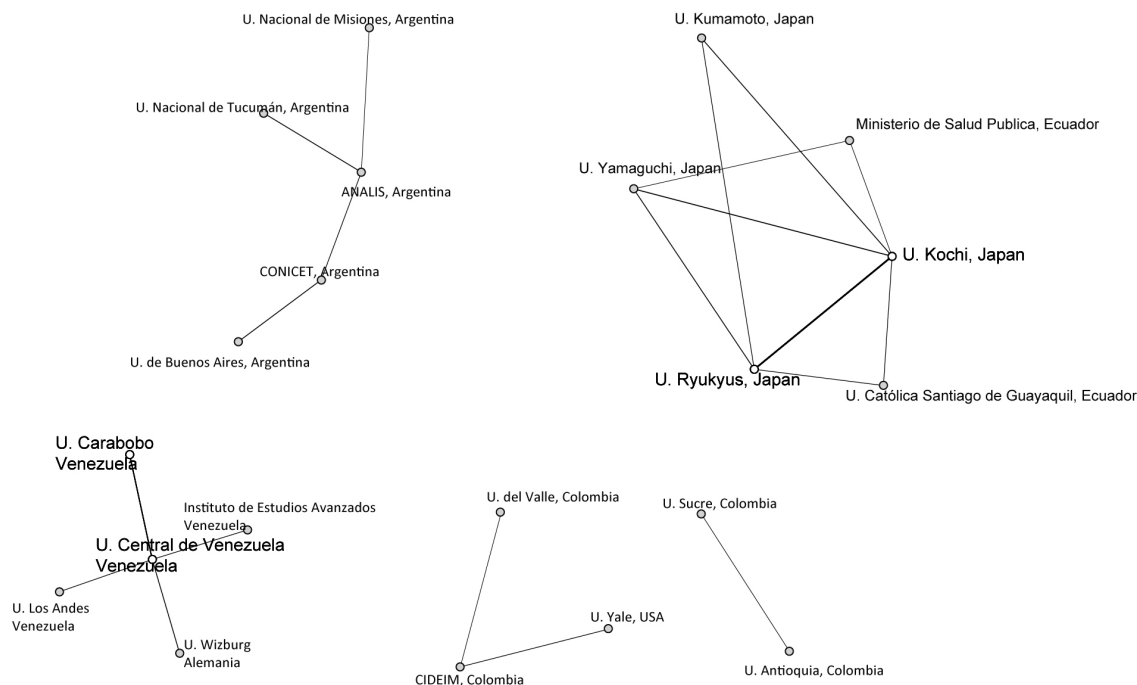 U. Nacional de Misiones, Argentina
U. Nacional de Tucumán, Argentina
ANALIS, Argentina
CONICET, Argentina
U. de Buenos Aires, Argentina
U. Kumamoto, Japan
Ministerio de Salud Publica, Ecuador
U. Yamaguchi, Japan
U. Kochi, Japan
U. Ryukyus, Japan
U. Católica Santiago de Guayaquil, Ecuador
U. Carabobo
Venezuela
Instituto de Estudios Avanzados
Venezuela
U. Central de Venezuela
Venezuela
U. Los Andes
Venezuela
U. Wizburg
Alemania
U. del Valle, Colombia
U. Yale, USA
CIDEIM, Colombia
U. Sucre, Colombia
U. Antioquia, Colombia